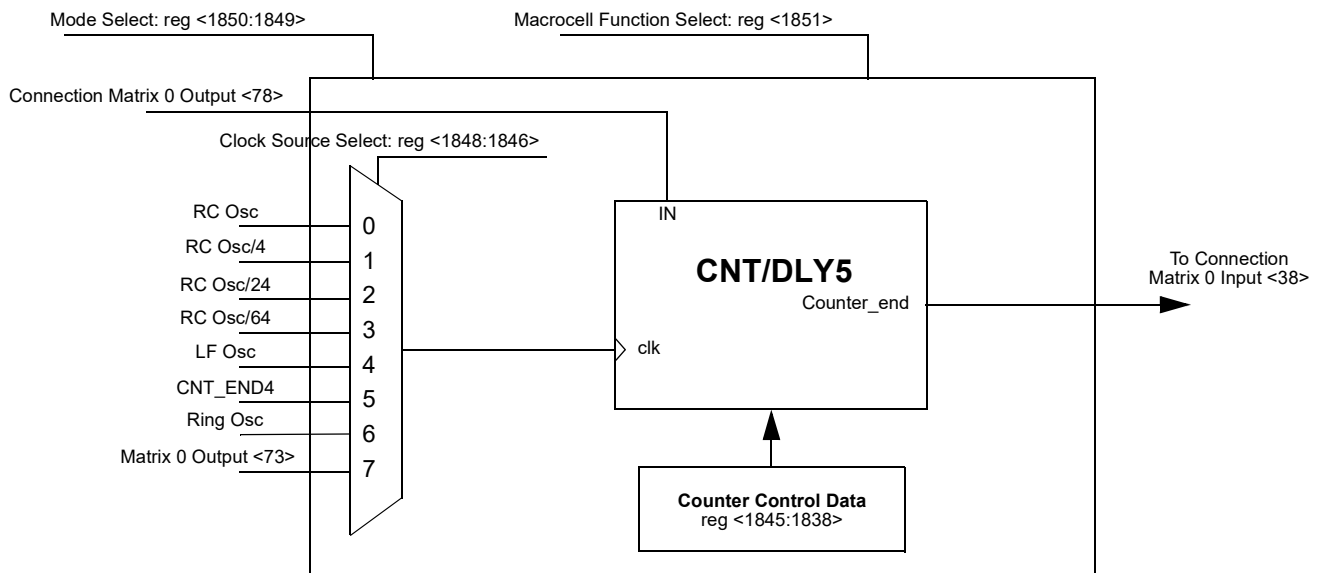 Mode Select: reg <1850:1849>
Macrocell Function Select: reg <1851>
Connection Matrix 0 Output <78>
Clock Source Select: reg <1848:1846>
RC Osc
0
RC Osc/4
1
RC Osc/24
2
RC Osc/64
3
LF Osc
4
CNT_END4
5
Ring Osc
6
Matrix 0 Output <73>
7
IN
CNT/DLY5
Counter_end
clk
To Connection
Matrix 0 Input <38>
Counter Control Data
reg <1845:1838>